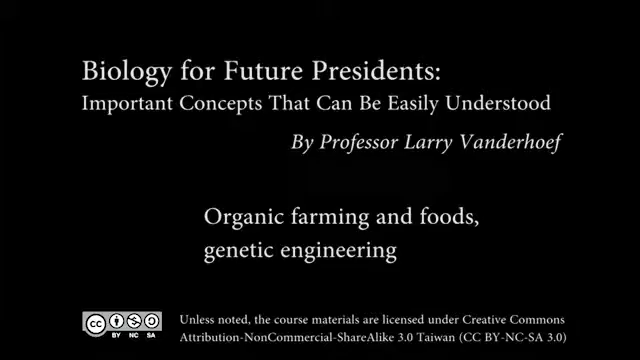 Biology for Future Presidents:
Important Concepts That Can Be Easily Understood
By Professor Larry Vanderhoef
Organic farming and foods,
genetic engineering
cc BY NC SA
Unless noted, the course materials are licensed under Creative Commons
Attribution-NonCommercial-ShareAlike 3.0 Taiwan (CC BY-NC-SA 3.0)